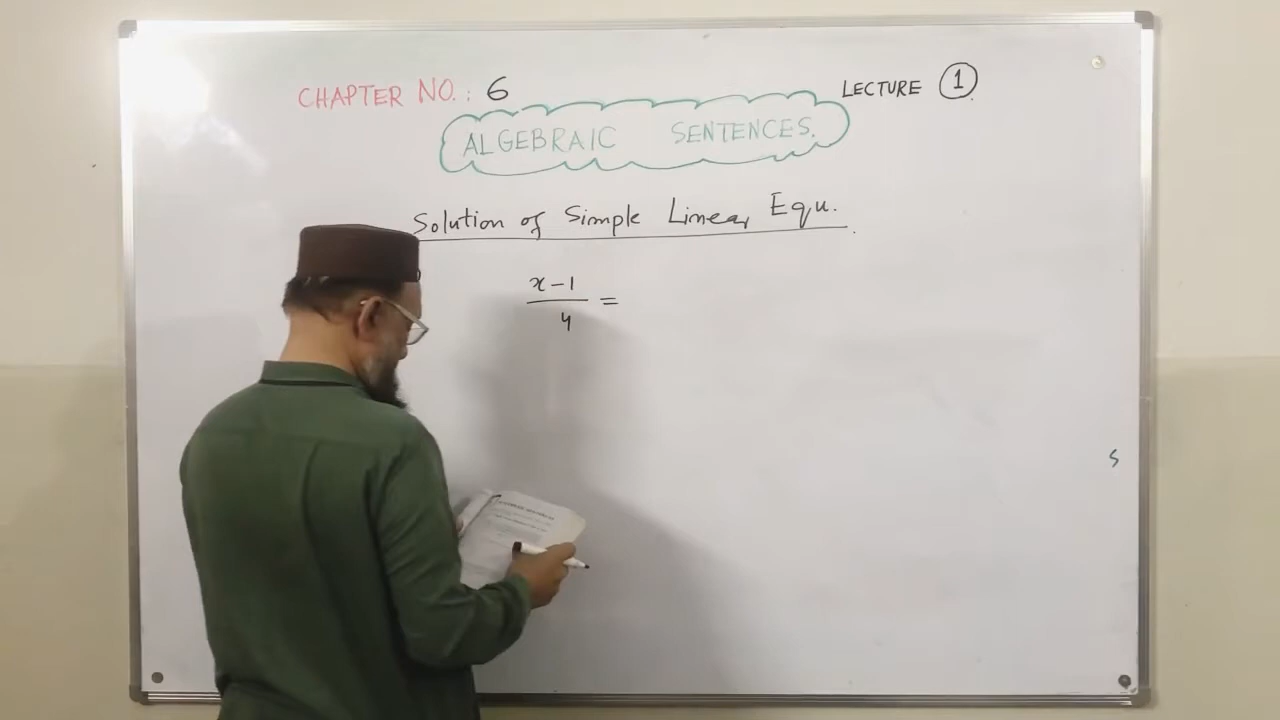 CHAPTER NO.: 6
LECTURE 1
ALGEBRAIC SENTENCES.
Solution of Simple Linear Equ.
x-1
=
4
s